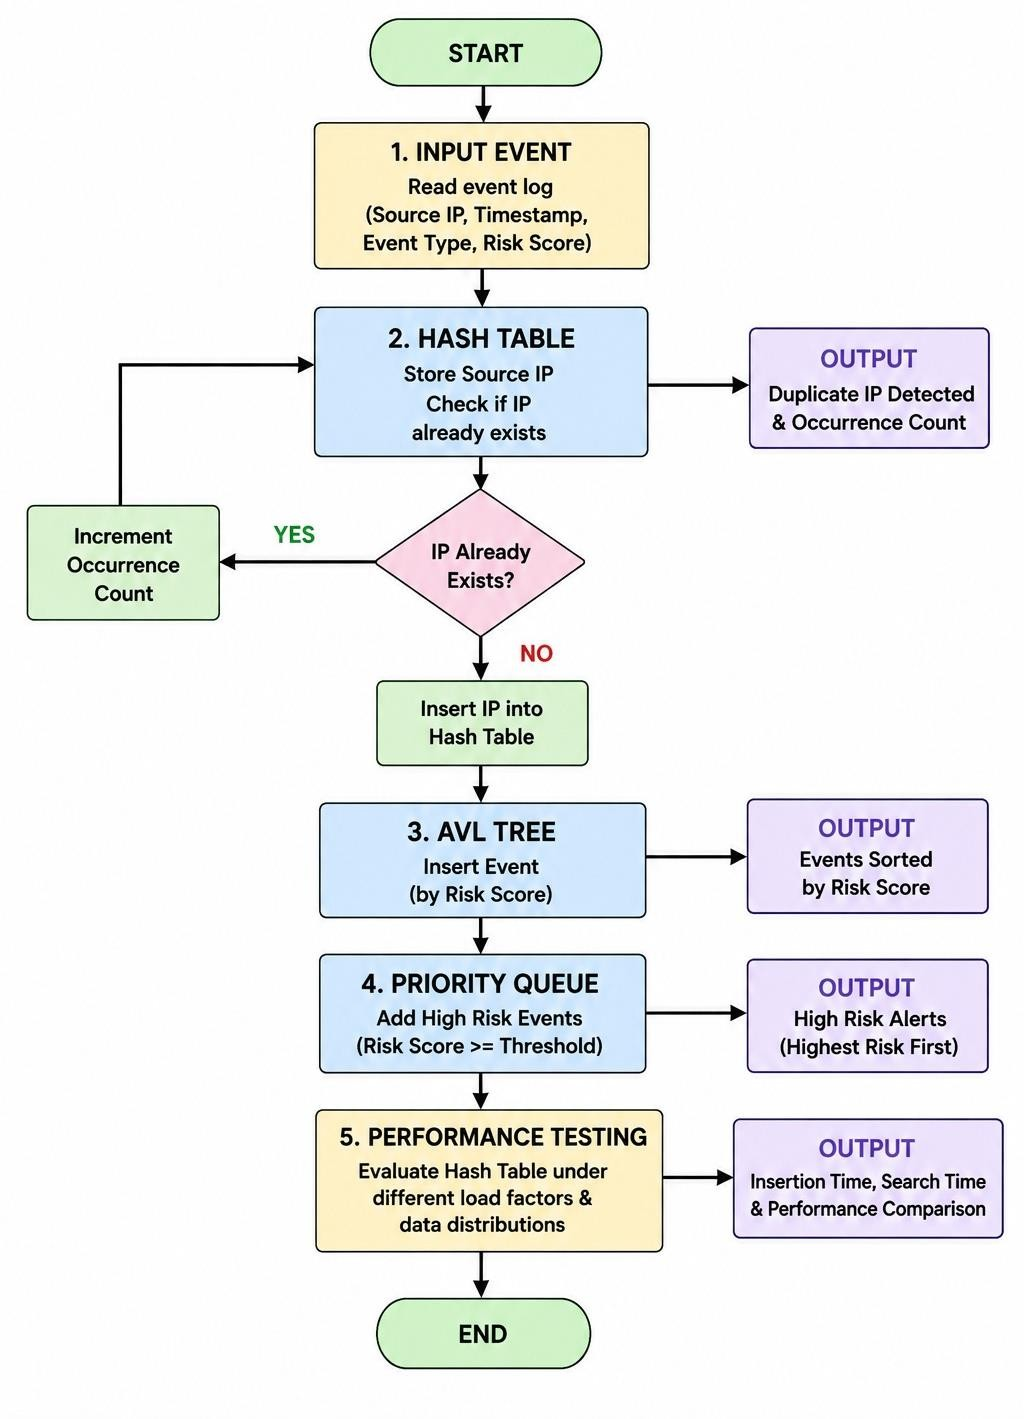 START
1. INPUT EVENT
Read event log
(Source IP, Timestamp,
Event Type, Risk Score)
2. HASH TABLE
Store Source IP
Check if IP
already exists
OUTPUT
Duplicate IP Detected
& Occurrence Count
Increment
Occurrence
Count
YES
IP Already
Exists?
NO
Insert IP into
Hash Table
3. AVL TREE
Insert Event
(by Risk Score)
OUTPUT
Events Sorted
by Risk Score
4. PRIORITY QUEUE
Add High Risk Events
(Risk Score >= Threshold)
OUTPUT
High Risk Alerts
(Highest Risk First)
5. PERFORMANCE TESTING
Evaluate Hash Table under
different load factors &
data distributions
OUTPUT
Insertion Time, Search Time
& Performance Comparison
END